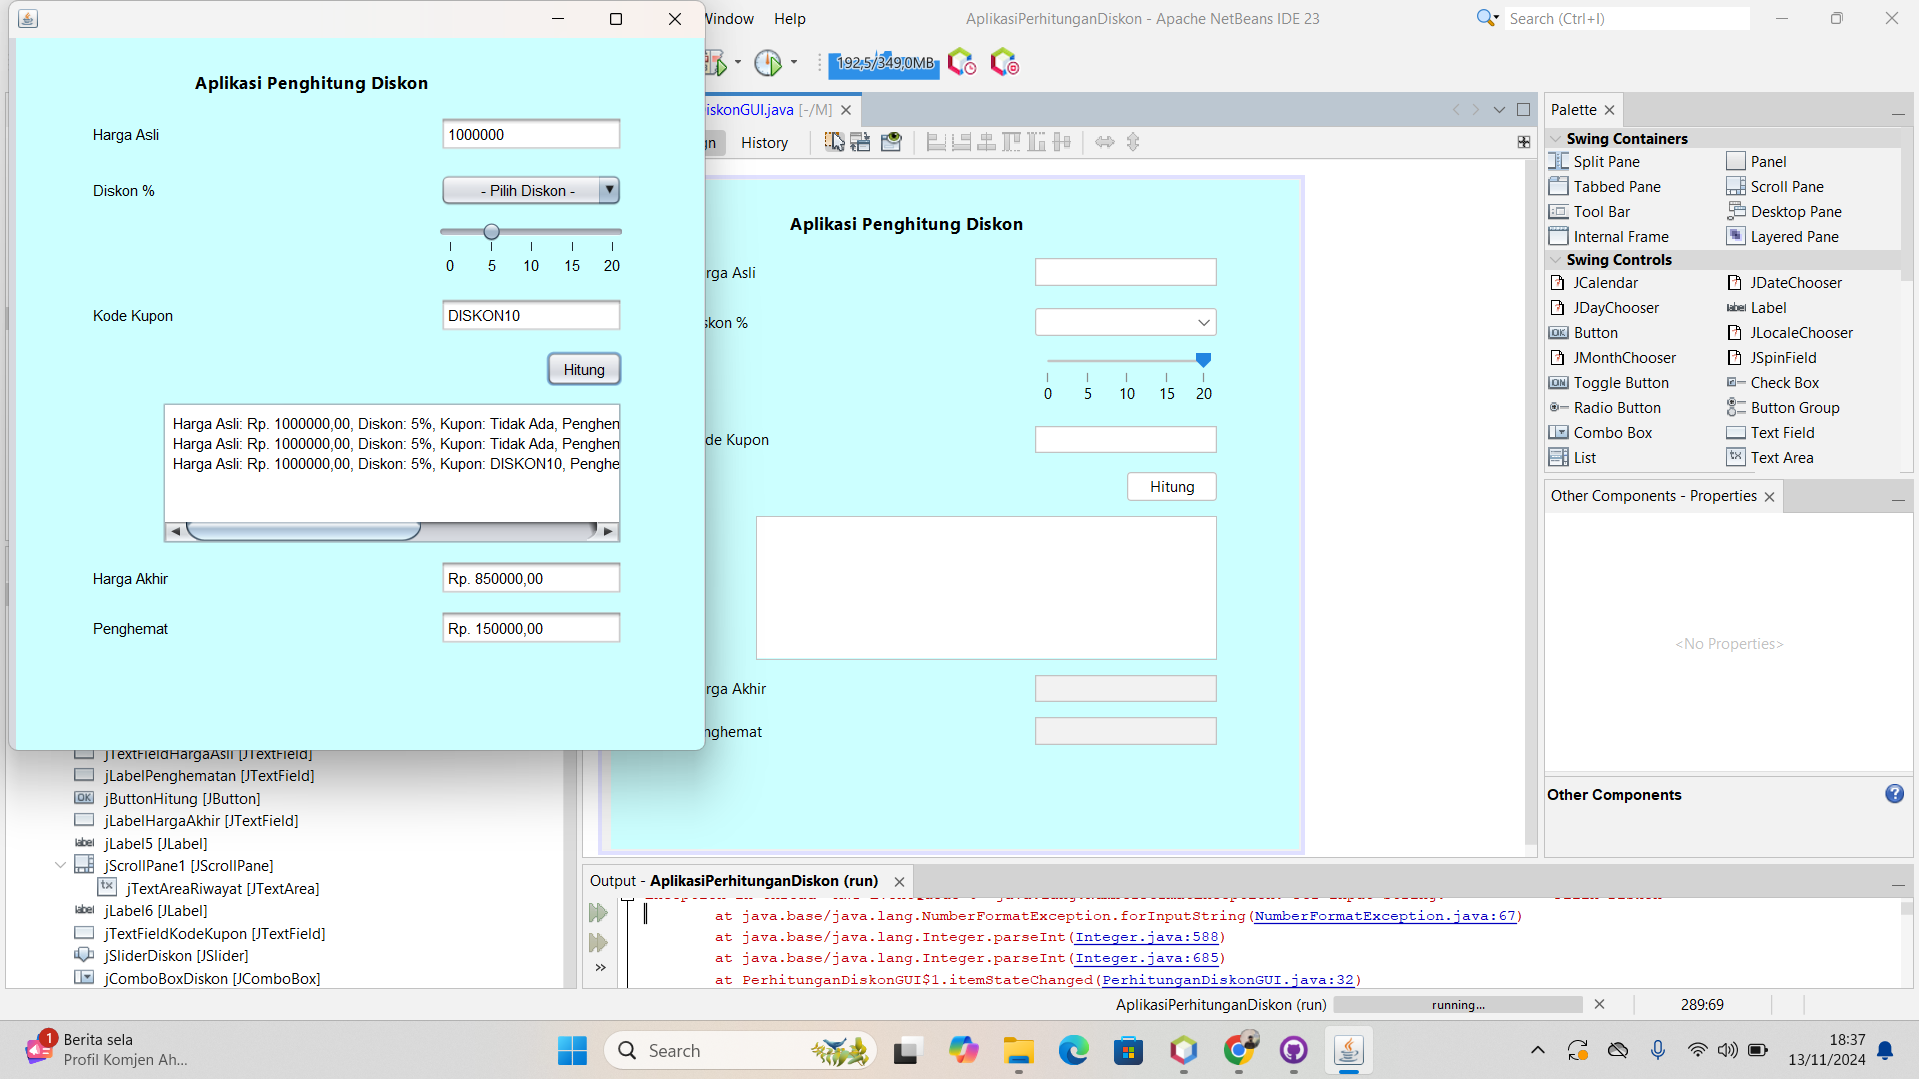 Window Help AplikasiPerhitunganDiskon - Apache NetBeans IDE 23 Search (Ctrl+I)
192,5/349,0MB
iskonGUI.java [-/M]
History
Aplikasi Penghitung Diskon
Harga Asli 1000000
Diskon % - Pilih Diskon -
0 5 10 15 20
Kode Kupon DISKON10
Hitung
Harga Asli: Rp. 1000000,00, Diskon: 5%, Kupon: Tidak Ada, Penghen
Harga Asli: Rp. 1000000,00, Diskon: 5%, Kupon: Tidak Ada, Penghen
Harga Asli: Rp. 1000000,00, Diskon: 5%, Kupon: DISKON10, Penghe
Harga Akhir Rp. 850000,00
Penghemat Rp. 150000,00
Aplikasi Penghitung Diskon
rga Asli
skon %
0 5 10 15 20
de Kupon
Hitung
rga Akhir
nghemat
Palette
Swing Containers
Split Pane Panel
Tabbed Pane Scroll Pane
Tool Bar Desktop Pane
Internal Frame Layered Pane
Swing Controls
JCalendar JDateChooser
JDayChooser Label
Button JLocaleChooser
JMonthChooser JSpinField
Toggle Button Check Box
Radio Button Button Group
Combo Box Text Field
List Text Area
Other Components - Properties
<No Properties>
Other Components
jTextFieldHargaAsli [JTextField]
jLabelPenghematan [JTextField]
jButtonHitung [JButton]
jLabelHargaAkhir [JTextField]
jLabel5 [JLabel]
jScrollPane1 [JScrollPane]
jTextAreaRiwayat [JTextArea]
jLabel6 [JLabel]
jTextFieldKodeKupon [JTextField]
jSliderDiskon [JSlider]
jComboBoxDiskon [JComboBox]
Output - AplikasiPerhitunganDiskon (run)
at java.base/java.lang.NumberFormatException.forInputString(NumberFormatException.java:67)
at java.base/java.lang.Integer.parseInt(Integer.java:588)
at java.base/java.lang.Integer.parseInt(Integer.java:685)
at PerhitunganDiskonGUI$1.itemStateChanged(PerhitunganDiskonGUI.java:32)
AplikasiPerhitunganDiskon (run) running... 289:69
1 Berita sela
Profil Komjen Ah...
Search
18:37
13/11/2024